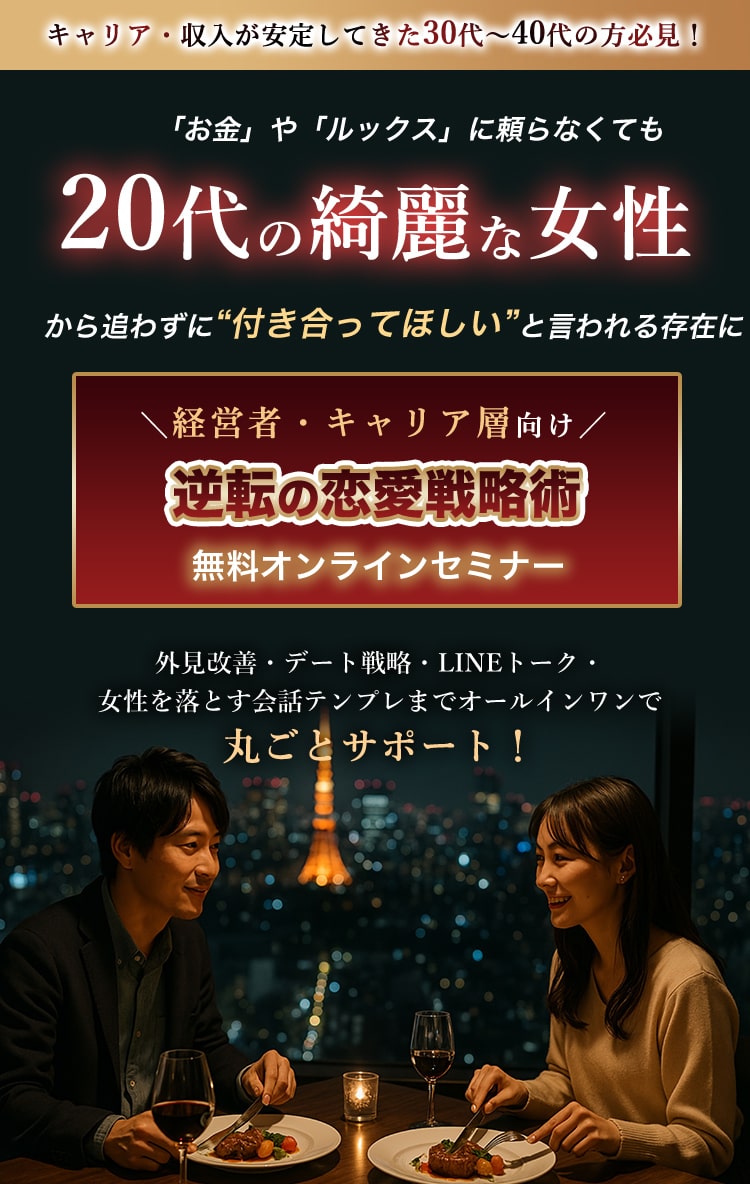 キャリア・収入が安定してきた30代～40代の方必見！
「お金」や「ルックス」に頼らなくても
20代の綺麗な女性
から追わずに“付き合ってほしい”と言われる存在に
＼経営者・キャリア層向け／
逆転の恋愛戦略術
無料オンラインセミナー
外見改善・デート戦略・LINEトーク・
女性を落とす会話テンプレまでオールインワンで
丸ごとサポート！